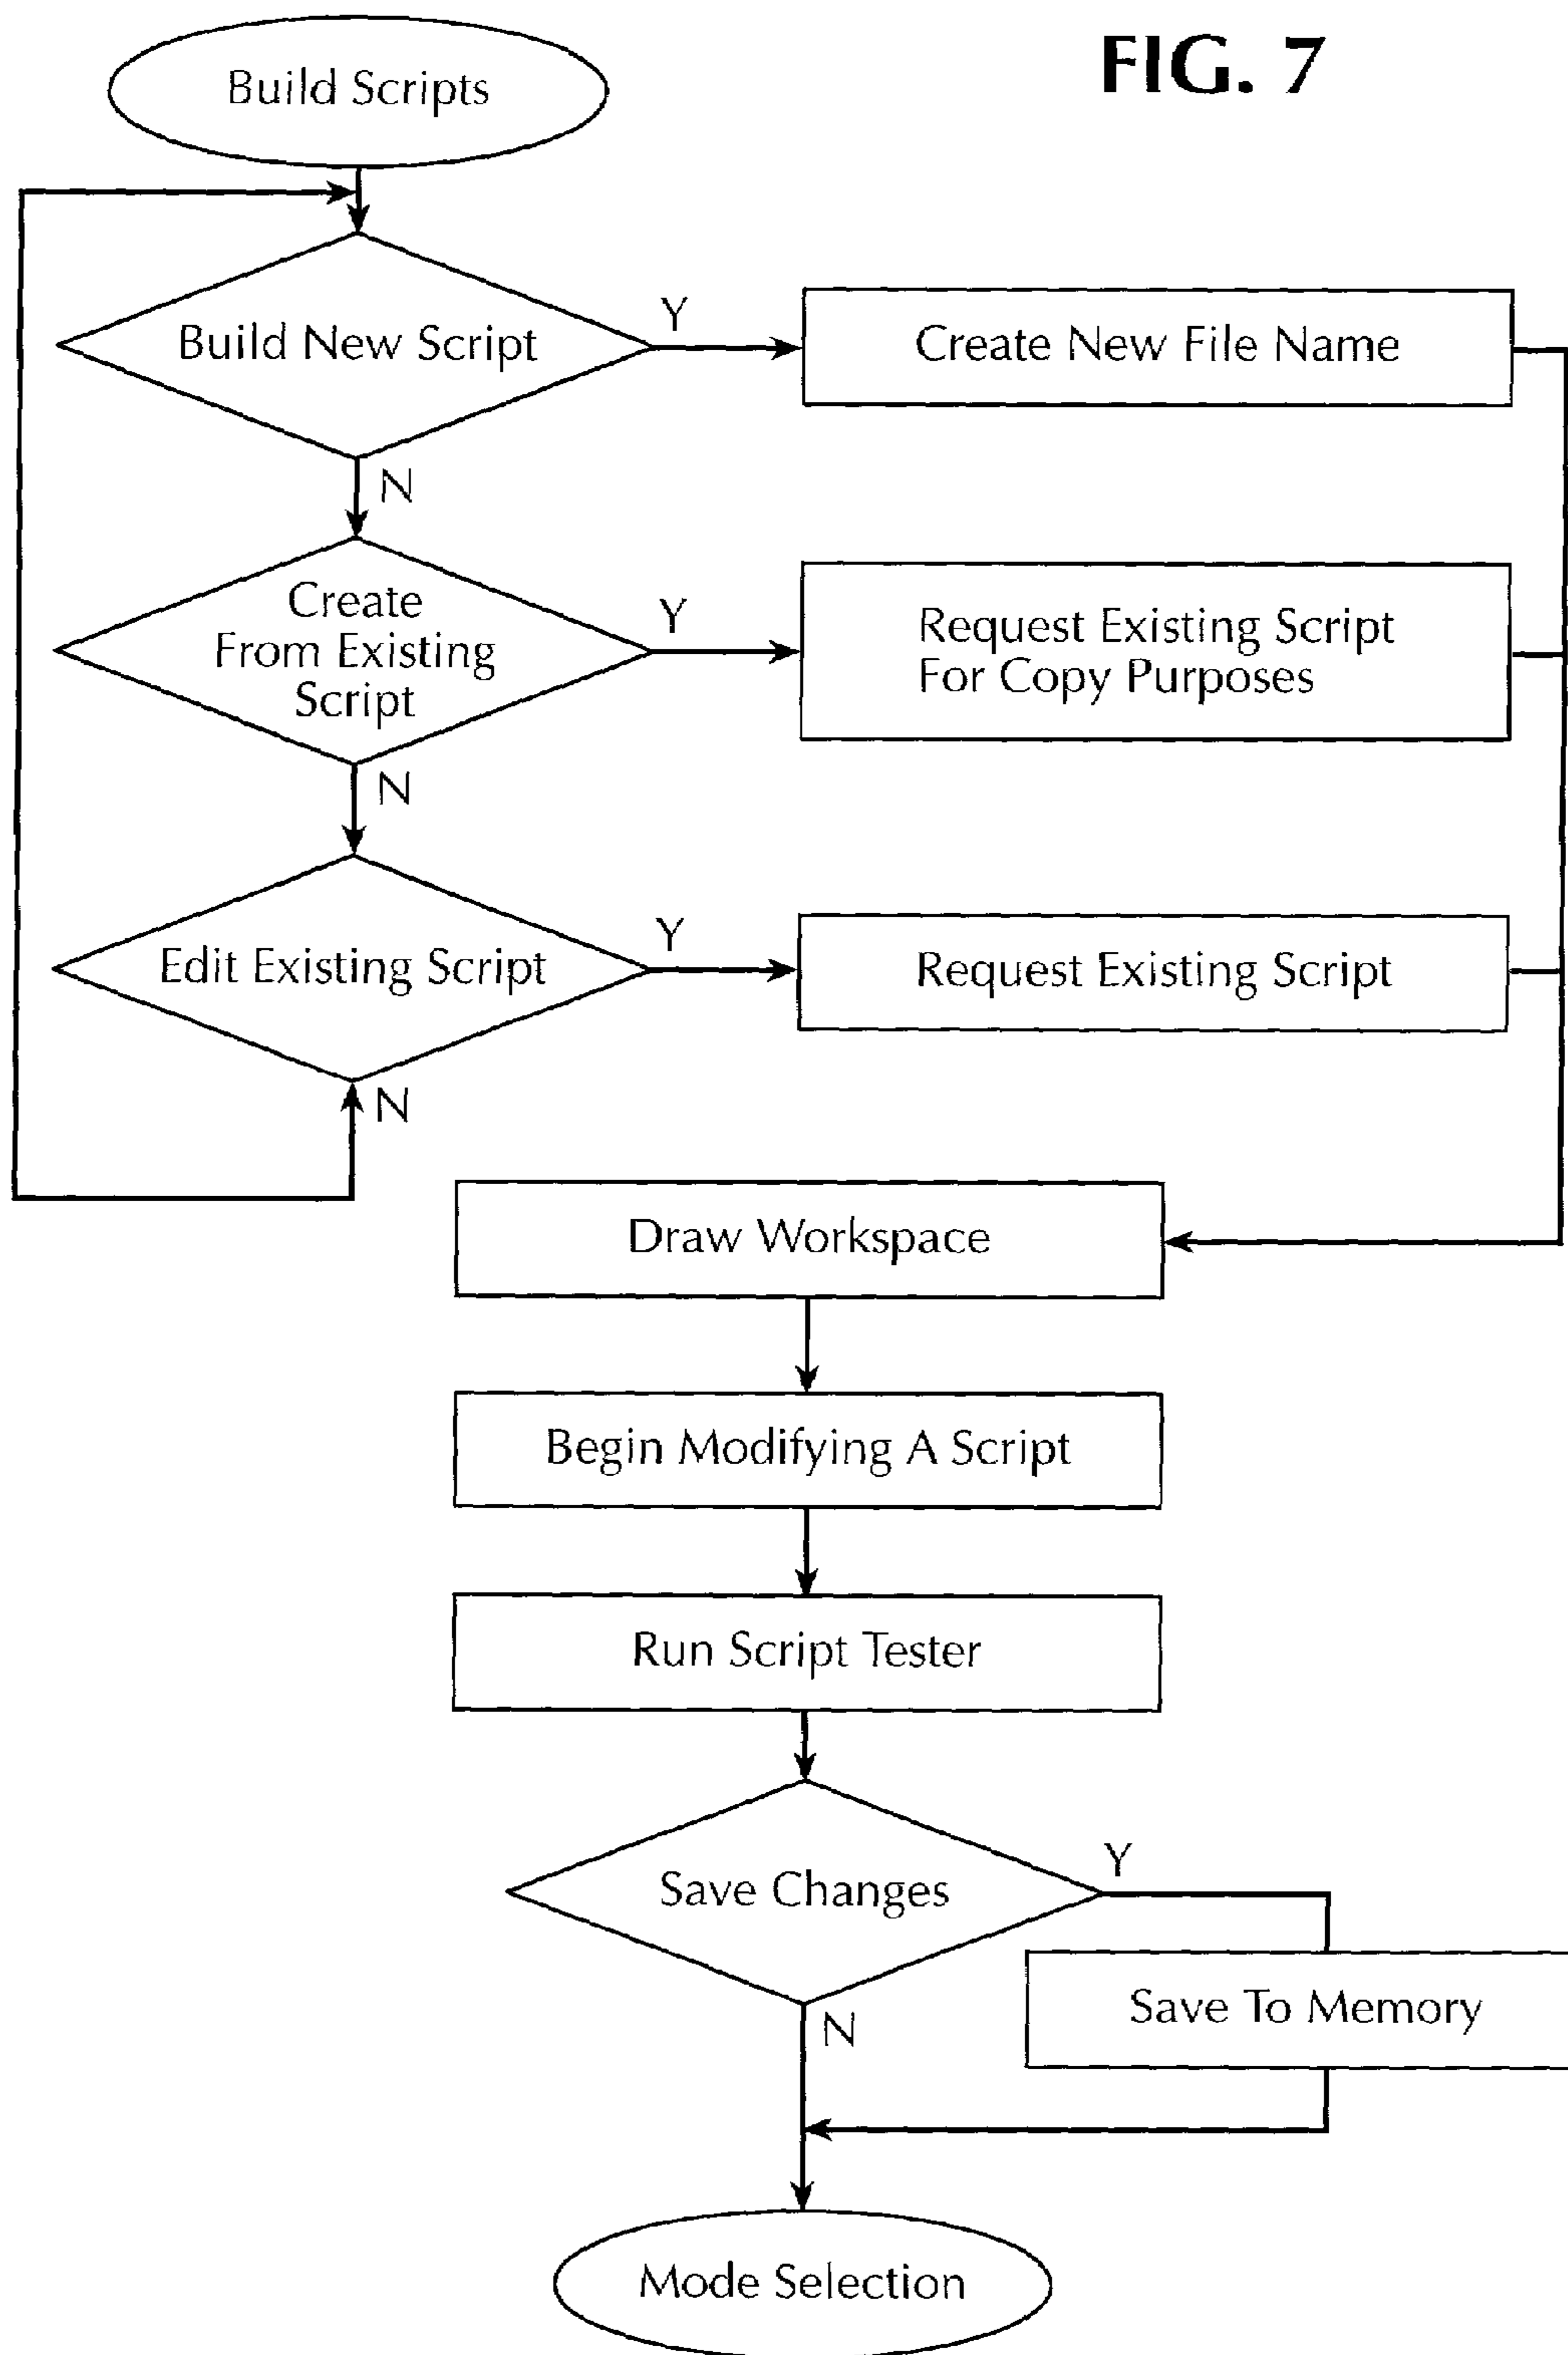 FIG. 7
Build Scripts
Build New Script
Y
Create New File Name
N
Create
From Existing
Script
Y
Request Existing Script
For Copy Purposes
N
Edit Existing Script
Y
Request Existing Script
N
Draw Workspace
Begin Modifying A Script
Run Script Tester
Save Changes
Y
Save To Memory
N
Mode Selection